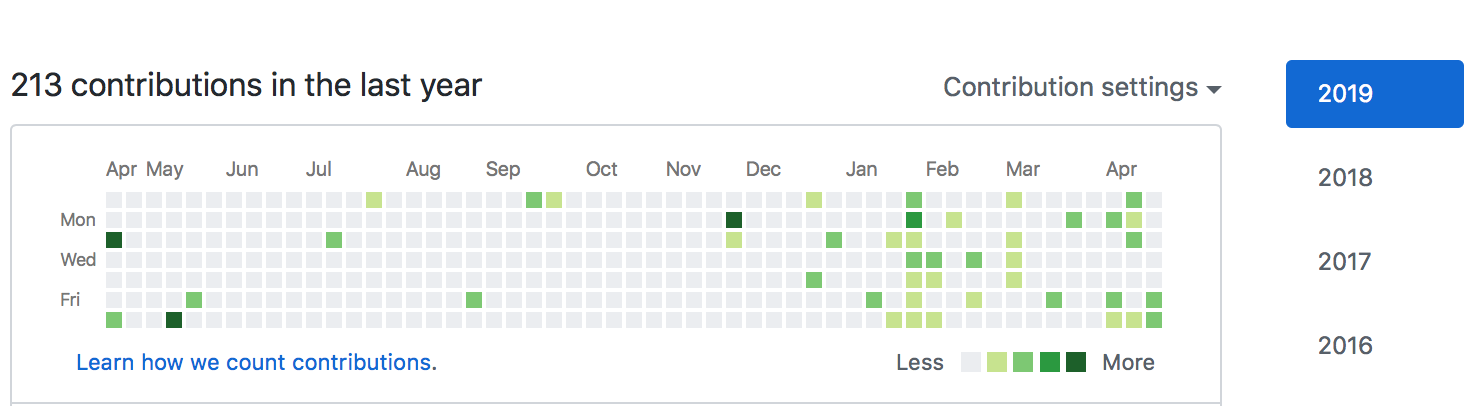 213 contributions in the last year
Contribution settings
Apr May Jun Jul Aug Sep Oct Nov Dec Jan Feb Mar Apr
Mon
Wed
Fri
Learn how we count contributions.
Less More
2019
2018
2017
2016